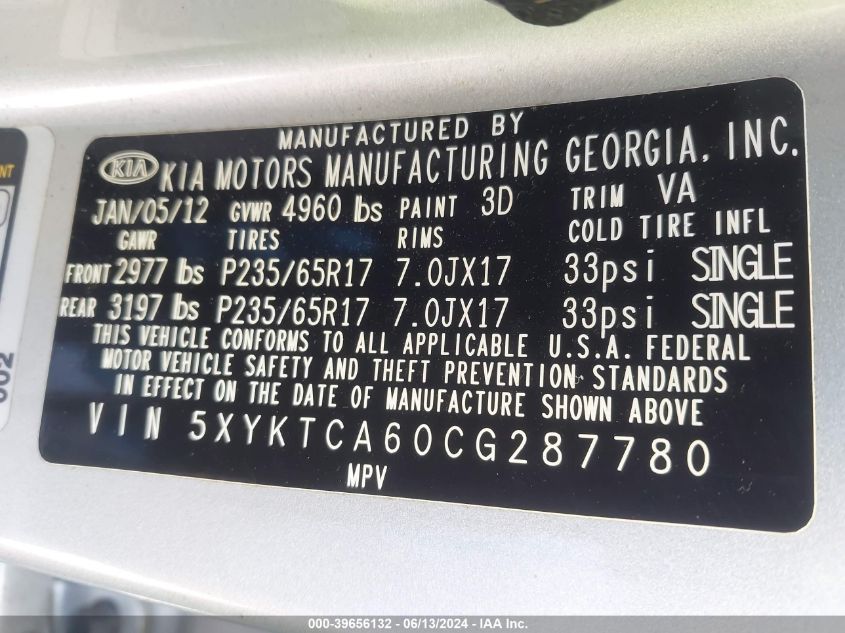 MANUFACTURED BY
KIA KIA MOTORS MANUFACTURING GEORGIA, INC.
JAN/05/12 GVWR 4960 lbs PAINT 3D TRIM VA
GAWR TIRES RIMS COLD TIRE INFL
FRONT 2977 lbs P235/65R17 7.0JX17 33psi SINGLE
REAR 3197 lbs P235/65R17 7.0JX17 33psi SINGLE
THIS VEHICLE CONFORMS TO ALL APPLICABLE U.S.A. FEDERAL
MOTOR VEHICLE SAFETY AND THEFT PREVENTION STANDARDS
IN EFFECT ON THE DATE OF MANUFACTURE SHOWN ABOVE
VIN 5XYKTCA60CG287780
MPV
002
000-39656132 - 06/13/2024 - IAA Inc.